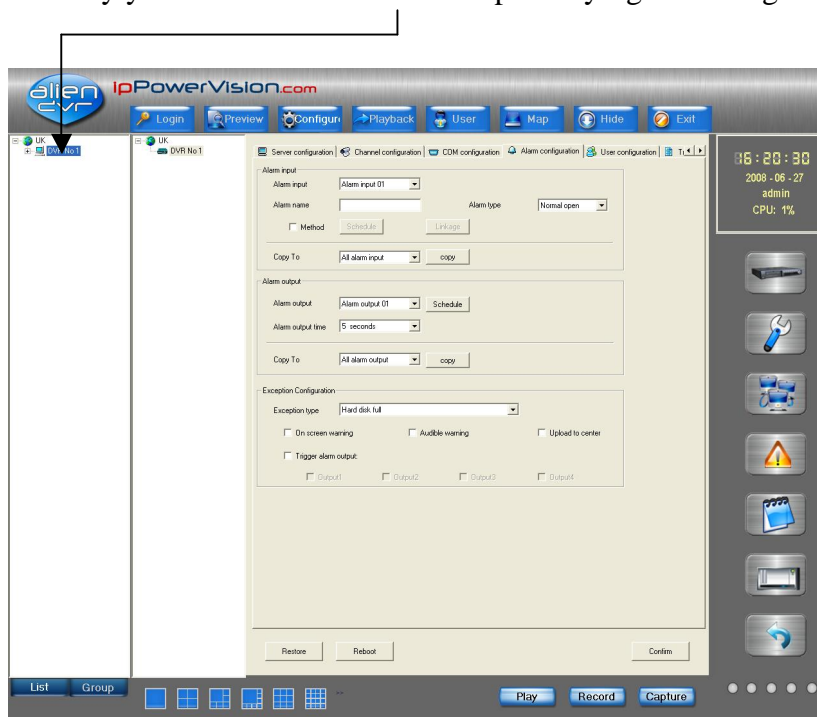 alien dvr ipPowerVision.com
Login Preview Configure Playback User Map Hide Exit
UK
DVR No1
UK
DVR No 1
Server configuration Channel configuration COM configuration Alarm configuration User configuration
16:20:30
2008 - 06 - 27
admin
CPU: 1%
Alarm input
Alarm input Alarm input 01
Alarm name Alarm type Normal open
Method Schedule Linkage
Copy To All alarm input copy
Alarm output
Alarm output Alarm output 01 Schedule
Alarm output time 5 seconds
Copy To All alarm output copy
Exception Configuration
Exception type Hard disk full
On screen warning Audible warning Upload to center
Trigger alarm output:
Output1 Output2 Output3 Output4
Restore Reboot Confirm
List Group
Play Record Capture